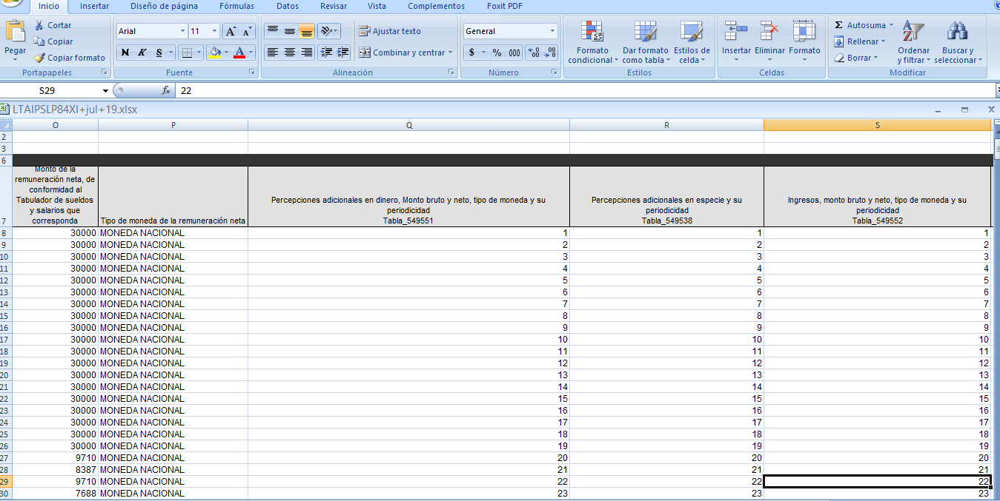 Inicio Insertar Diseño de página Fórmulas Datos Revisar Vista Complementos Foxit PDF
Pegar
Cortar
Copiar
Copiar formato
Portapapeles
Arial 11 A A
N K S A
Fuente
Ajustar texto
Combinar y centrar
Alineación
General
$ % 000
Número
Formato condicional
Dar formato como tabla
Estilos de celda
Estilos
Insertar Eliminar Formato
Celdas
Σ Autosuma
Rellenar
Borrar
Ordenar y filtrar
Buscar y seleccionar
Modificar
S29 fx 22
LTAIPSLP84XI+jul+19.xlsx
O P Q R S
2
3
6
7
Monto de la
remuneración neta, de
conformidad al
Tabulador de sueldos
y salarios que
corresponda
Tipo de moneda de la remuneración neta
Percepciones adicionales en dinero, Monto bruto y neto, tipo de moneda y su
periodicidad
Tabla_549551
Percepciones adicionales en especie y su
periodicidad
Tabla_549538
Ingresos, monto bruto y neto, tipo de moneda y su
periodicidad
Tabla_549552
8 30000 MONEDA NACIONAL 1 1 1
9 30000 MONEDA NACIONAL 2 2 2
10 30000 MONEDA NACIONAL 3 3 3
11 30000 MONEDA NACIONAL 4 4 4
12 30000 MONEDA NACIONAL 5 5 5
13 30000 MONEDA NACIONAL 6 6 6
14 30000 MONEDA NACIONAL 7 7 7
15 30000 MONEDA NACIONAL 8 8 8
16 30000 MONEDA NACIONAL 9 9 9
17 30000 MONEDA NACIONAL 10 10 10
18 30000 MONEDA NACIONAL 11 11 11
19 30000 MONEDA NACIONAL 12 12 12
20 30000 MONEDA NACIONAL 13 13 13
21 30000 MONEDA NACIONAL 14 14 14
22 30000 MONEDA NACIONAL 15 15 15
23 30000 MONEDA NACIONAL 16 16 16
24 30000 MONEDA NACIONAL 17 17 17
25 30000 MONEDA NACIONAL 18 18 18
26 30000 MONEDA NACIONAL 19 19 19
27 9710 MONEDA NACIONAL 20 20 20
28 8387 MONEDA NACIONAL 21 21 21
29 9710 MONEDA NACIONAL 22 22 22
30 7688 MONEDA NACIONAL 23 23 23